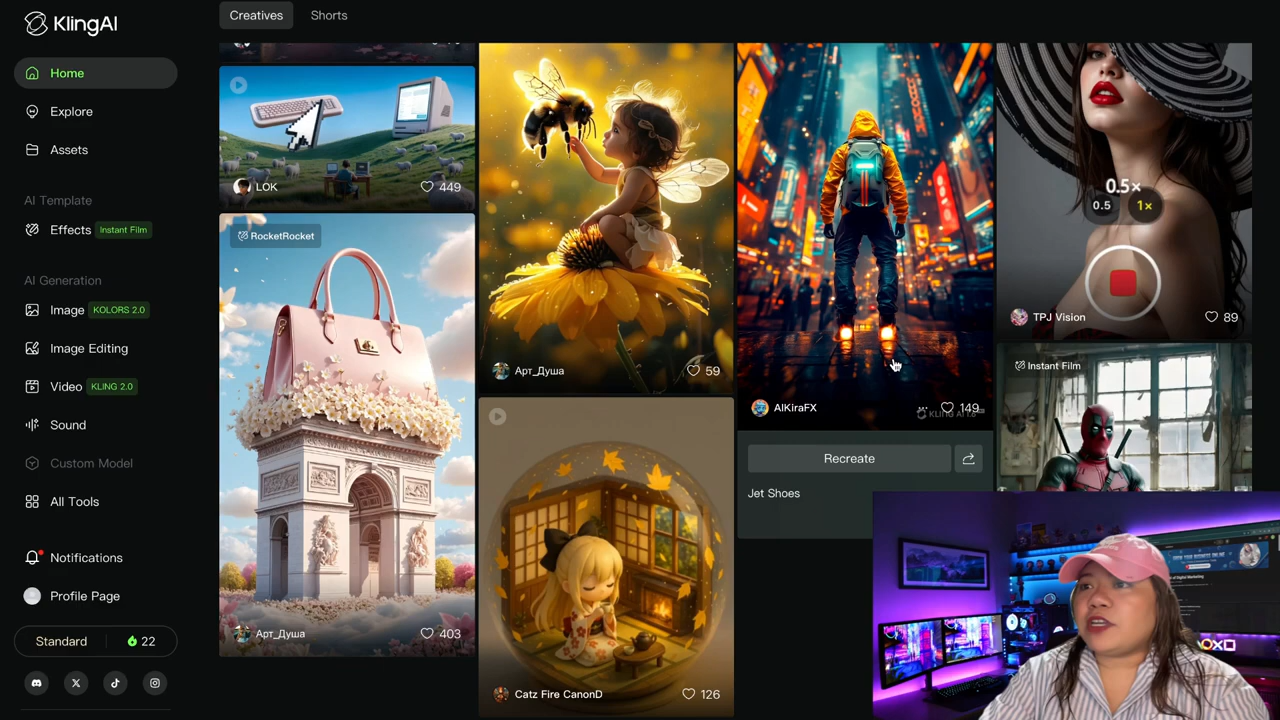 KlingAI
Home
Explore
Assets
AI Template
Effects Instant Film
AI Generation
Image KOLORS 2.0
Image Editing
Video KLING 2.0
Sound
Custom Model
All Tools
Notifications
Profile Page
Standard 22
Creatives Shorts
LOK 449
RocketRocket
Арт_Душа 403
Арт_Душа 59
Catz Fire CanonD 126
AlKiraFX 149
Recreate
Jet Shoes
0.5×
0.5 1×
TPJ Vision 89
Instant Film